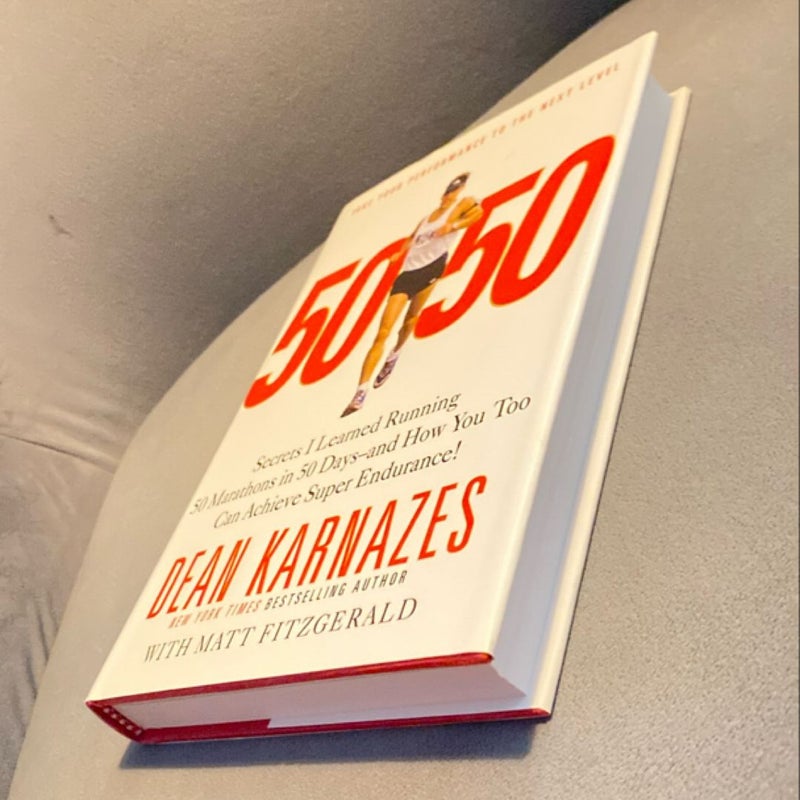 TAKE YOUR PERFORMANCE TO THE NEXT LEVEL
50 50
Secrets I Learned Running
50 Marathons in 50 Days–and How You Too
Can Achieve Super Endurance!
DEAN KARNAZES
NEW YORK TIMES BESTSELLING AUTHOR
WITH MATT FITZGERALD